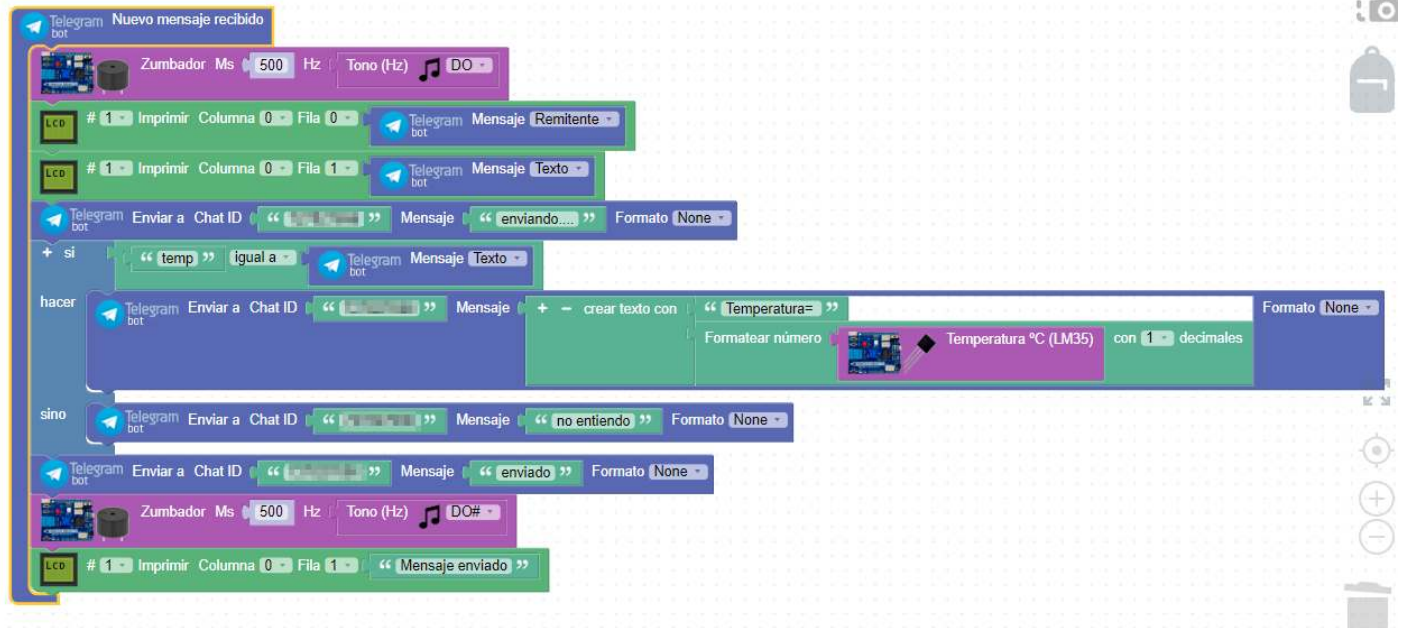 Telegram bot Nuevo mensaje recibido
Zumbador Ms 500 Hz Tono (Hz) DO
LCD # 1 Imprimir Columna 0 Fila 0 Telegram bot Mensaje Remitente
LCD # 1 Imprimir Columna 0 Fila 1 Telegram bot Mensaje Texto
Telegram bot Enviar a Chat ID “ ” Mensaje “ enviando.... ” Formato None
+ si “ temp ” igual a Telegram bot Mensaje Texto
hacer Telegram bot Enviar a Chat ID “ ” Mensaje + − crear texto con “ Temperatura= ” Formato None
Formatear número Temperatura ºC (LM35) con 1 decimales
sino Telegram bot Enviar a Chat ID “ ” Mensaje “ no entiendo ” Formato None
Telegram bot Enviar a Chat ID “ ” Mensaje “ enviado ” Formato None
Zumbador Ms 500 Hz Tono (Hz) DO#
LCD # 1 Imprimir Columna 0 Fila 1 “ Mensaje enviado ”